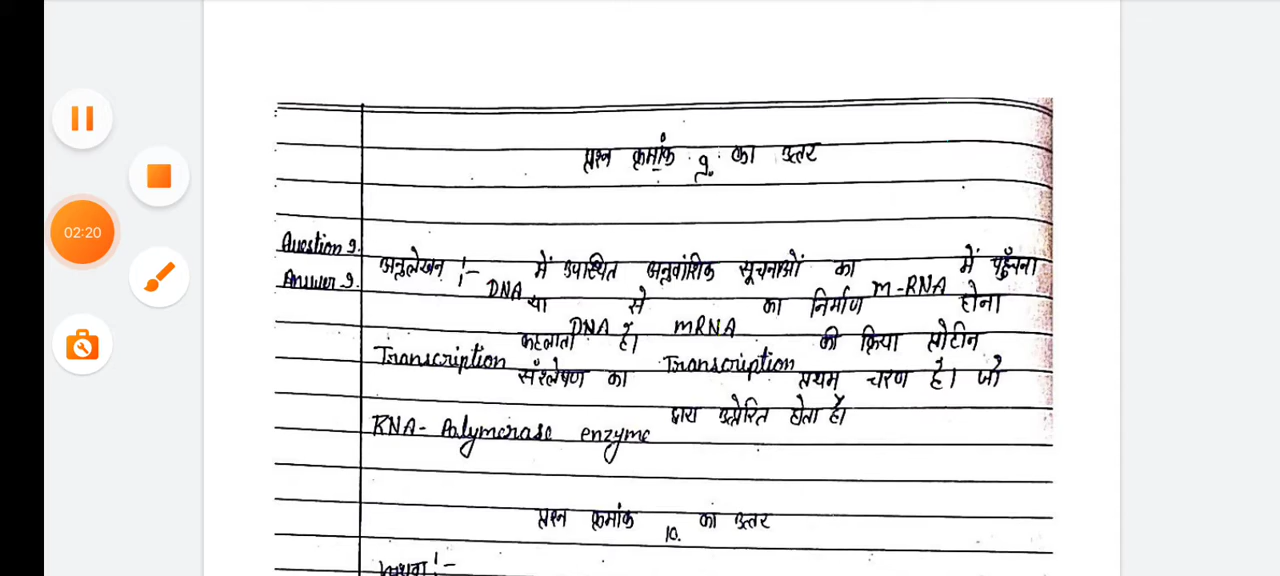 02:20
प्रश्न क्रमांक 9. का उत्तर
Question 9.
Answer 9.
अनुलेखन :- DNA में उपस्थित अनुवांशिक सूचनाओं का m-RNA में पहुँचना
या DNA से mRNA का निर्माण होना
Transcription कहलाता है। Transcription की क्रिया प्रोटीन
संश्लेषण का प्रथम चरण है। जो
RNA- Polymerase enzyme द्वारा उत्प्रेरित होता है।
प्रश्न क्रमांक 10. का उत्तर